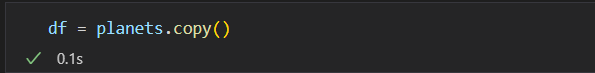 df = planets.copy()
0.1s